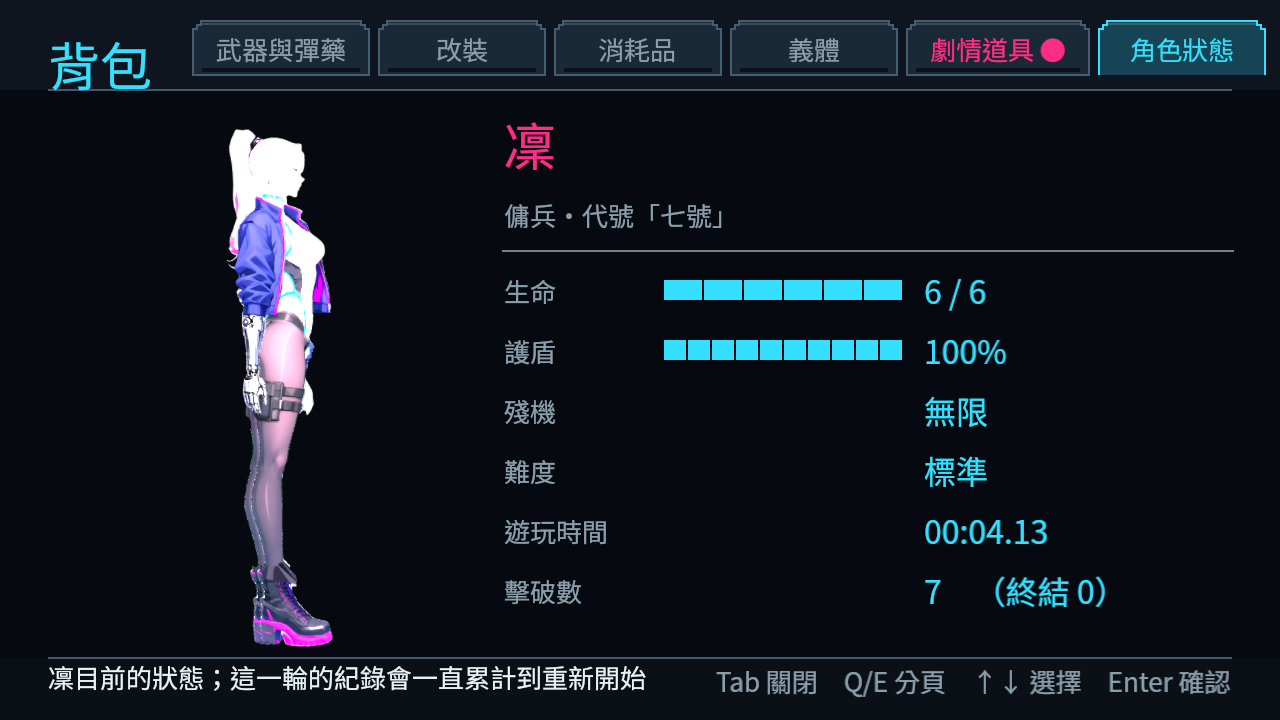 背包
武器與彈藥
改裝
消耗品
義體
劇情道具
角色狀態
凜
傭兵・代號「七號」
生命 6 / 6
護盾 100%
殘機 無限
難度 標準
遊玩時間 00:04.13
擊破數 7 （終結 0）
凜目前的狀態；這一輪的紀錄會一直累計到重新開始
Tab 關閉 Q/E 分頁 ↑↓ 選擇 Enter 確認